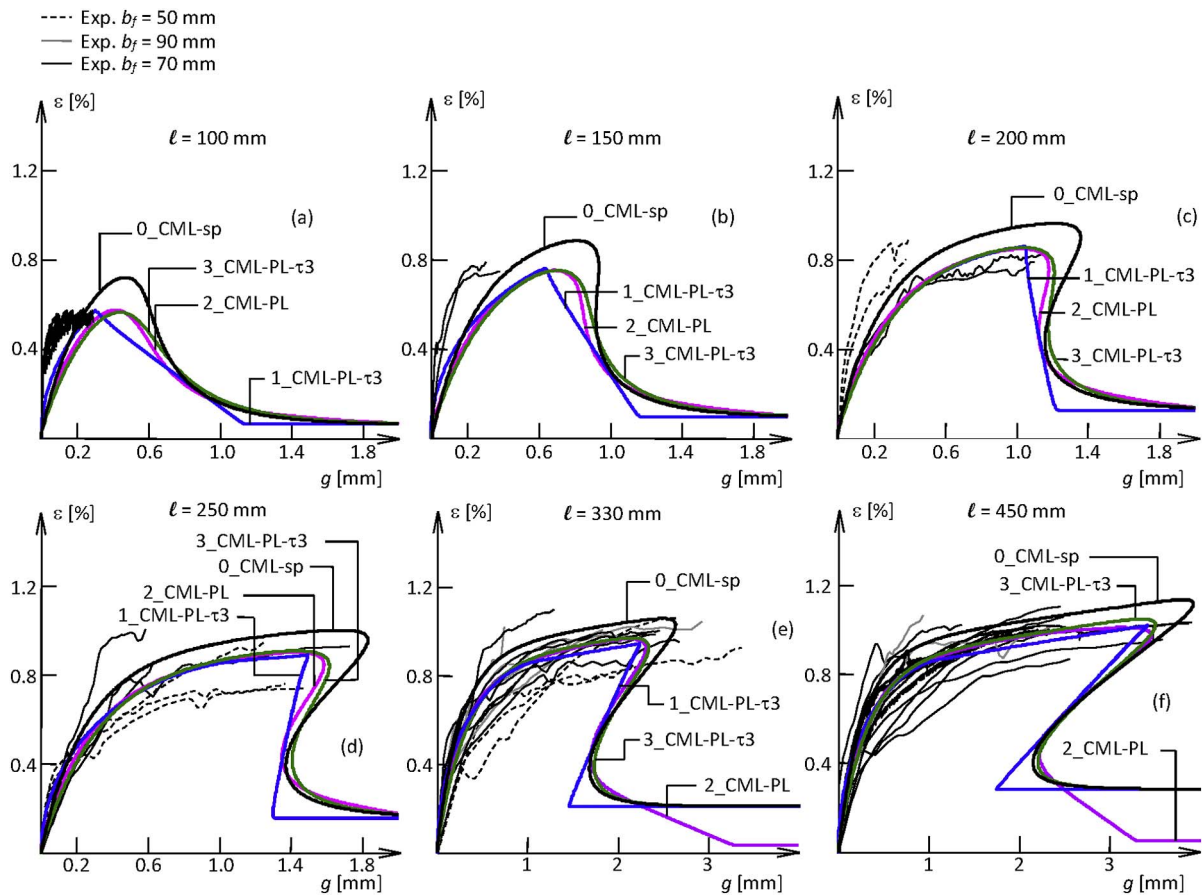 Exp. bf = 50 mm
Exp. bf = 90 mm
Exp. bf = 70 mm
ε [%]
ℓ = 100 mm
1.2
(a)
0_CML-sp
0.8
3_CML-PL-τ3
2_CML-PL
0.4
1_CML-PL-τ3
0.2 0.6 1.0 1.4 1.8
g [mm]
ε [%]
ℓ = 150 mm
1.2
(b)
0_CML-sp
0.8
1_CML-PL-τ3
2_CML-PL
0.4
3_CML-PL-τ3
0.2 0.6 1.0 1.4 1.8
g [mm]
ε [%]
ℓ = 200 mm
1.2
0_CML-sp
(c)
0.8
1_CML-PL-τ3
2_CML-PL
0.4
3_CML-PL-τ3
0.2 0.6 1.0 1.4 1.8
g [mm]
ε [%]
ℓ = 250 mm
3_CML-PL-τ3
1.2
0_CML-sp
2_CML-PL
1_CML-PL-τ3
0.8
(d)
0.4
0.2 0.6 1.0 1.4 1.8
g [mm]
ε [%]
ℓ = 330 mm
1.2
0_CML-sp
(e)
0.8
1_CML-PL-τ3
3_CML-PL-τ3
0.4
2_CML-PL
1 2 3
g [mm]
ε [%]
ℓ = 450 mm
0_CML-sp
1.2
3_CML-PL-τ3
0.8
(f)
2_CML-PL
0.4
1 2 3
g [mm]